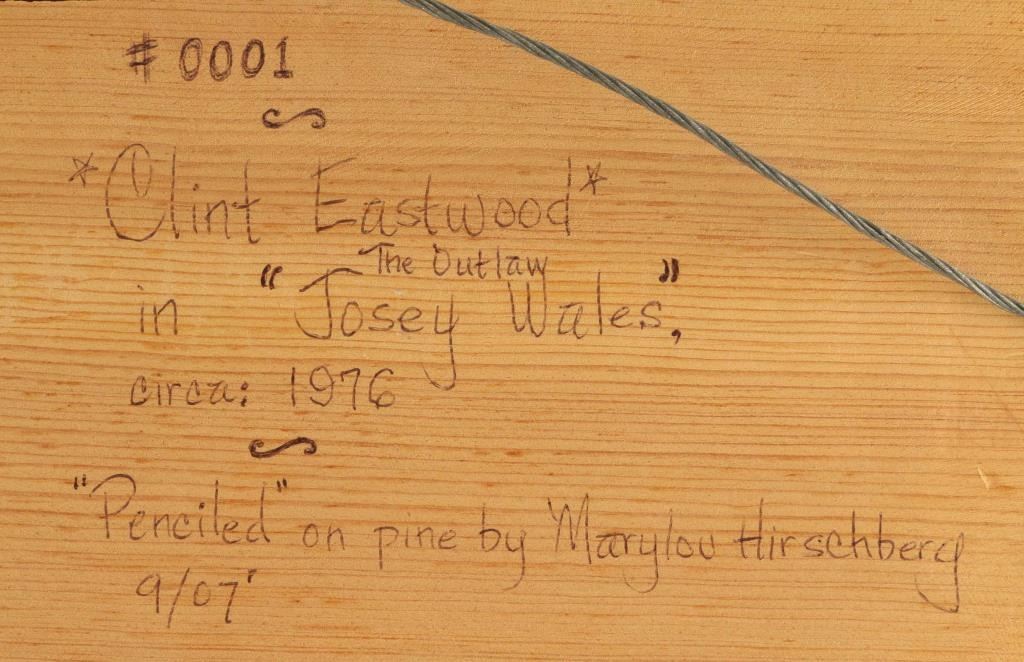 # 0001
*Clint Eastwood*
The Outlaw
in "Josey Wales",
circa: 1976
"Penciled" on pine by Marylou Hirschberg
9/07'